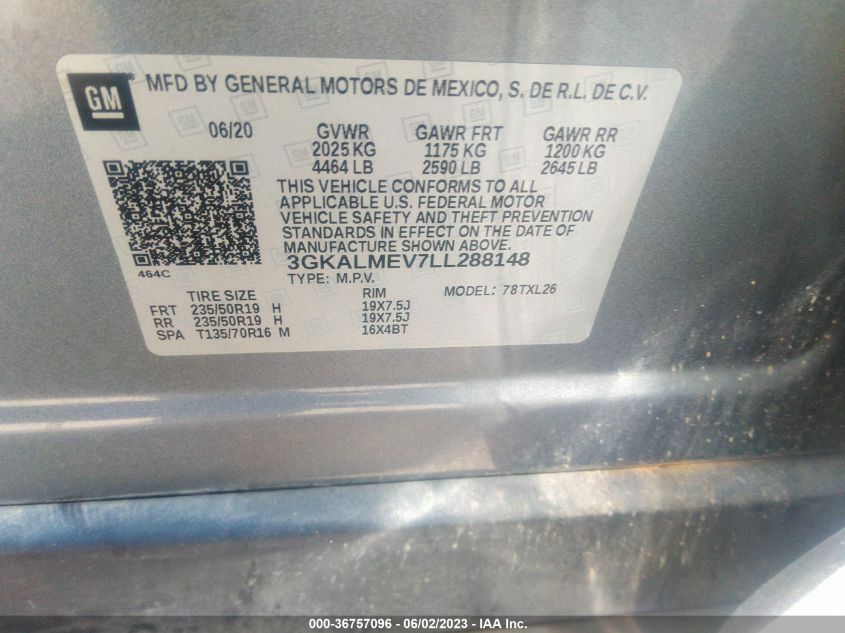 GM
MFD BY GENERAL MOTORS DE MEXICO, S. DE R.L. DE C.V.
06/20 GVWR GAWR FRT GAWR RR
2025 KG 1175 KG 1200 KG
4464 LB 2590 LB 2645 LB
THIS VEHICLE CONFORMS TO ALL
APPLICABLE U.S. FEDERAL MOTOR
VEHICLE SAFETY AND THEFT PREVENTION
STANDARDS IN EFFECT ON THE DATE OF
MANUFACTURE SHOWN ABOVE.
464C
3GKALMEV7LL288148
TYPE: M.P.V.
TIRE SIZE RIM MODEL: 78TXL26
FRT 235/50R19 H 19X7.5J
RR 235/50R19 H 19X7.5J
SPA T135/70R16 M 16X4BT
000-36757096 - 06/02/2023 - IAA Inc.